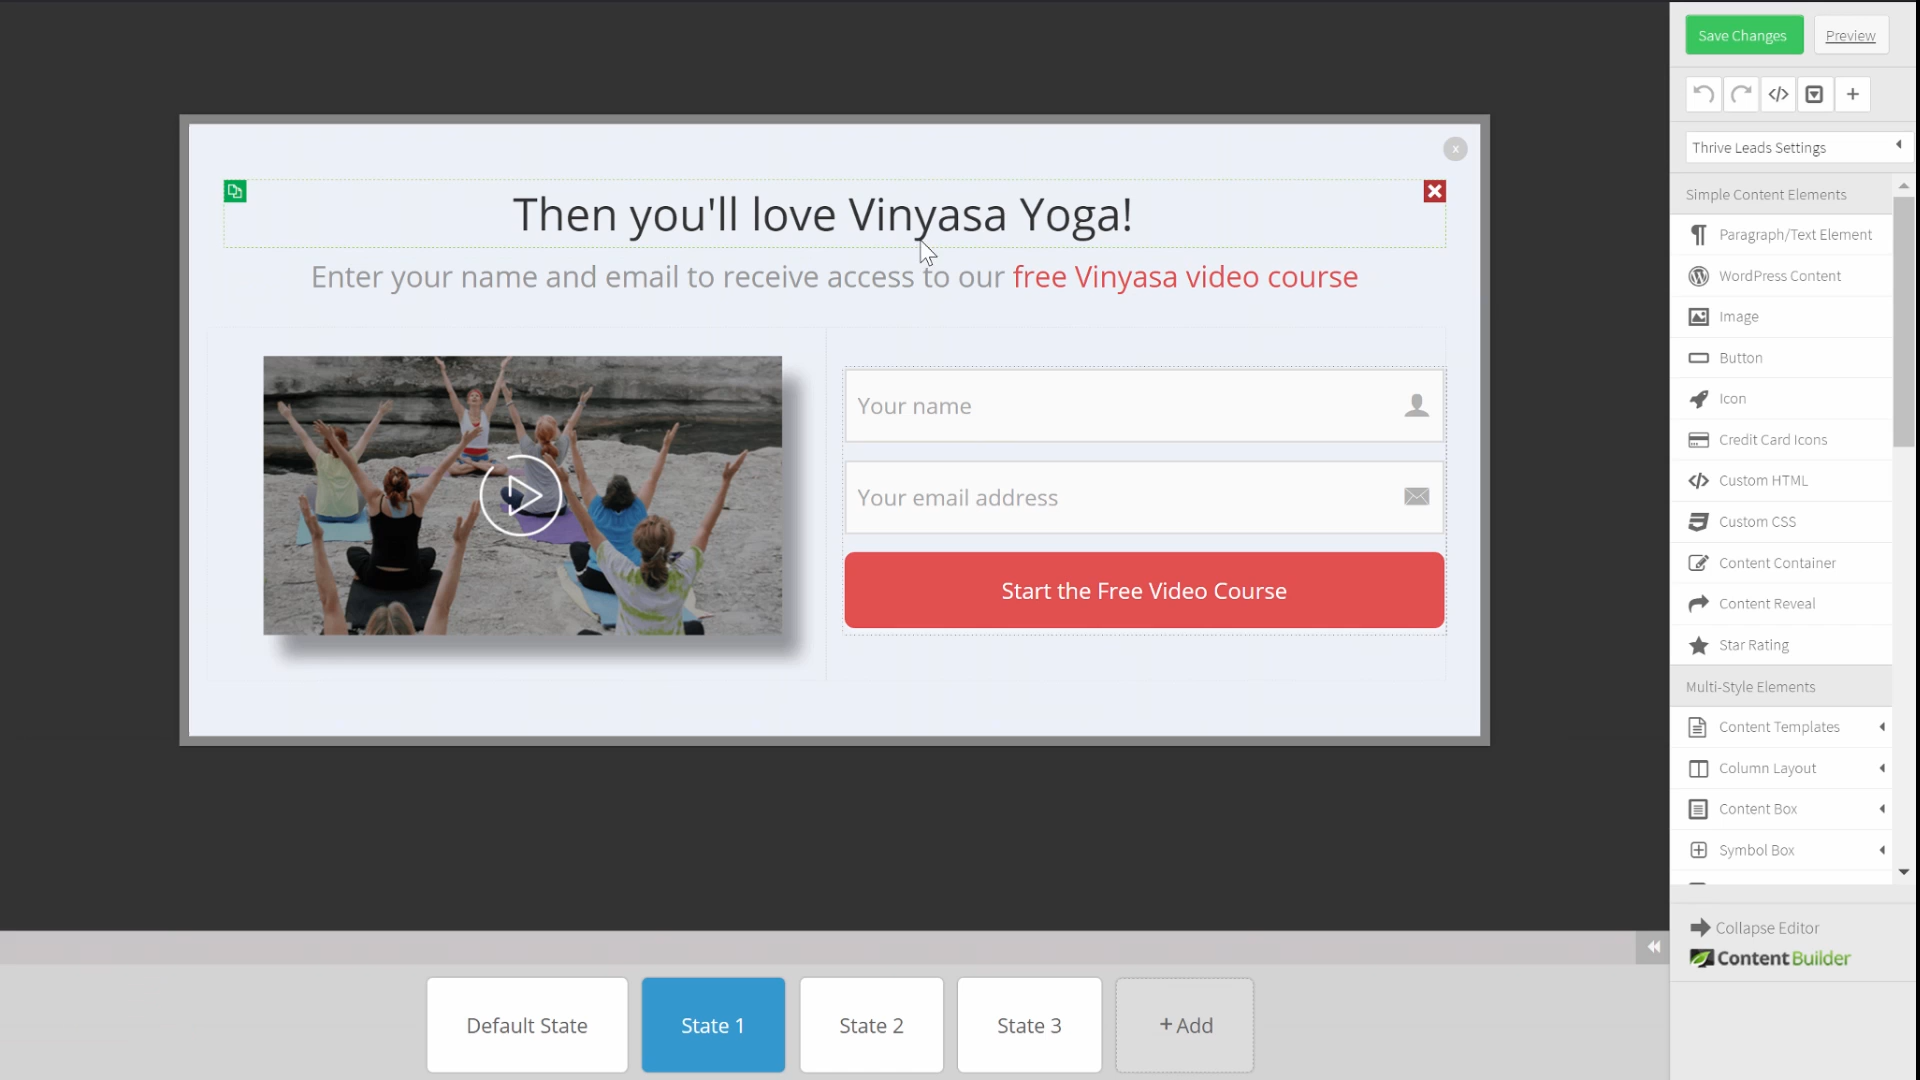 Save Changes
Preview
Thrive Leads Settings
Simple Content Elements
Paragraph/Text Element
WordPress Content
Image
Button
Icon
Credit Card Icons
Custom HTML
Custom CSS
Content Container
Content Reveal
Star Rating
Multi-Style Elements
Content Templates
Column Layout
Content Box
Symbol Box
Collapse Editor
Content Builder
x
Then you'll love Vinyasa Yoga!
Enter your name and email to receive access to our free Vinyasa video course
Your name
Your email address
Start the Free Video Course
Default State
State 1
State 2
State 3
+ Add